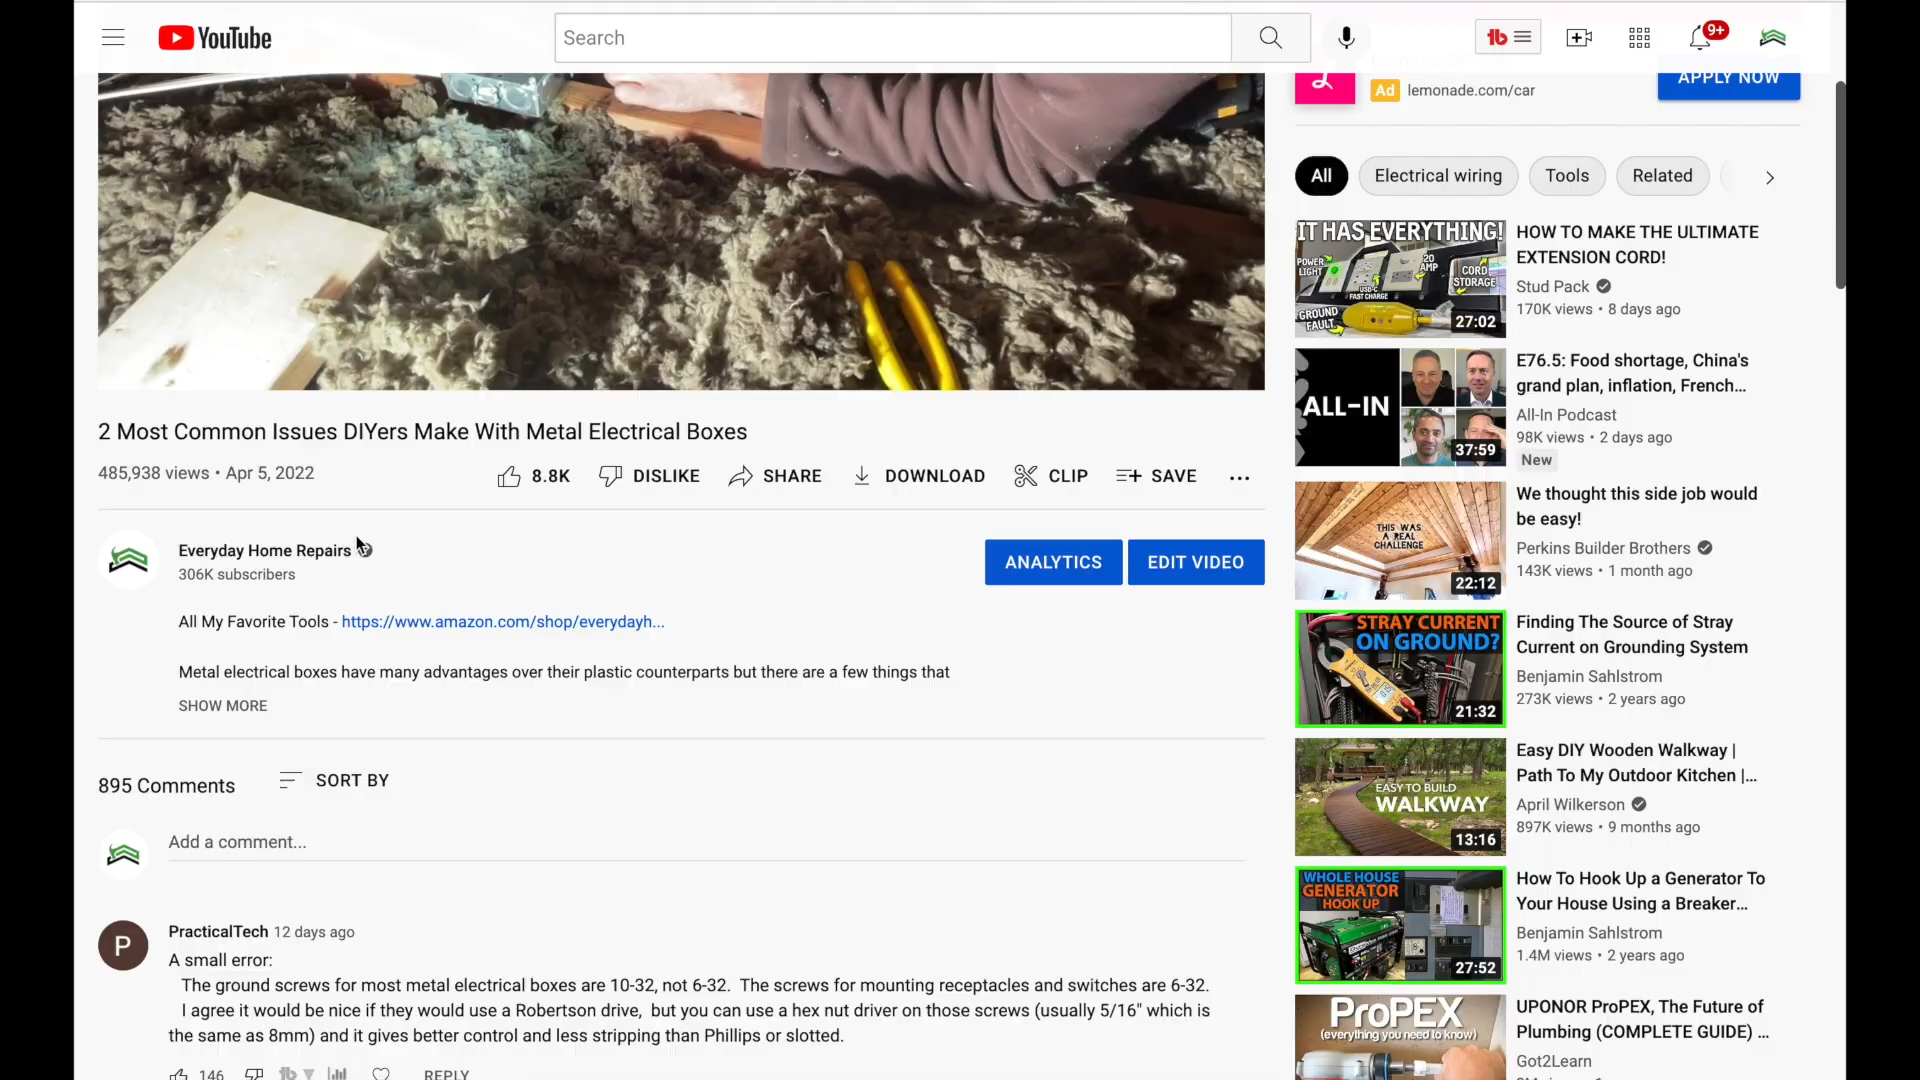 YouTube
Search
9+
Ad lemonade.com/car
APPLY NOW
All
Electrical wiring
Tools
Related
IT HAS EVERYTHING!
POWER LIGHT
20 AMP
CORD STORAGE
USB-C FAST CHARGE
GROUND FAULT
27:02
HOW TO MAKE THE ULTIMATE
EXTENSION CORD!
Stud Pack
170K views • 8 days ago
ALL-IN
37:59
E76.5: Food shortage, China's
grand plan, inflation, French...
All-In Podcast
98K views • 2 days ago
New
2 Most Common Issues DIYers Make With Metal Electrical Boxes
485,938 views • Apr 5, 2022
8.8K
DISLIKE
SHARE
DOWNLOAD
CLIP
SAVE
THIS WAS
A REAL
CHALLENGE
22:12
We thought this side job would
be easy!
Perkins Builder Brothers
143K views • 1 month ago
Everyday Home Repairs
306K subscribers
ANALYTICS
EDIT VIDEO
All My Favorite Tools - https://www.amazon.com/shop/everydayh...
Metal electrical boxes have many advantages over their plastic counterparts but there are a few things that
SHOW MORE
STRAY CURRENT
ON GROUND?
21:32
Finding The Source of Stray
Current on Grounding System
Benjamin Sahlstrom
273K views • 2 years ago
895 Comments
SORT BY
Add a comment...
EASY TO BUILD
WALKWAY
13:16
Easy DIY Wooden Walkway |
Path To My Outdoor Kitchen |...
April Wilkerson
897K views • 9 months ago
WHOLE HOUSE
GENERATOR
HOOK UP
27:52
How To Hook Up a Generator To
Your House Using a Breaker...
Benjamin Sahlstrom
1.4M views • 2 years ago
P
PracticalTech 12 days ago
A small error:
The ground screws for most metal electrical boxes are 10-32, not 6-32. The screws for mounting receptacles and switches are 6-32.
I agree it would be nice if they would use a Robertson drive, but you can use a hex nut driver on those screws (usually 5/16" which is
the same as 8mm) and it gives better control and less stripping than Phillips or slotted.
146
REPLY
ProPEX
(everything you need to know)
UPONOR ProPEX, The Future of
Plumbing (COMPLETE GUIDE) ...
Got2Learn